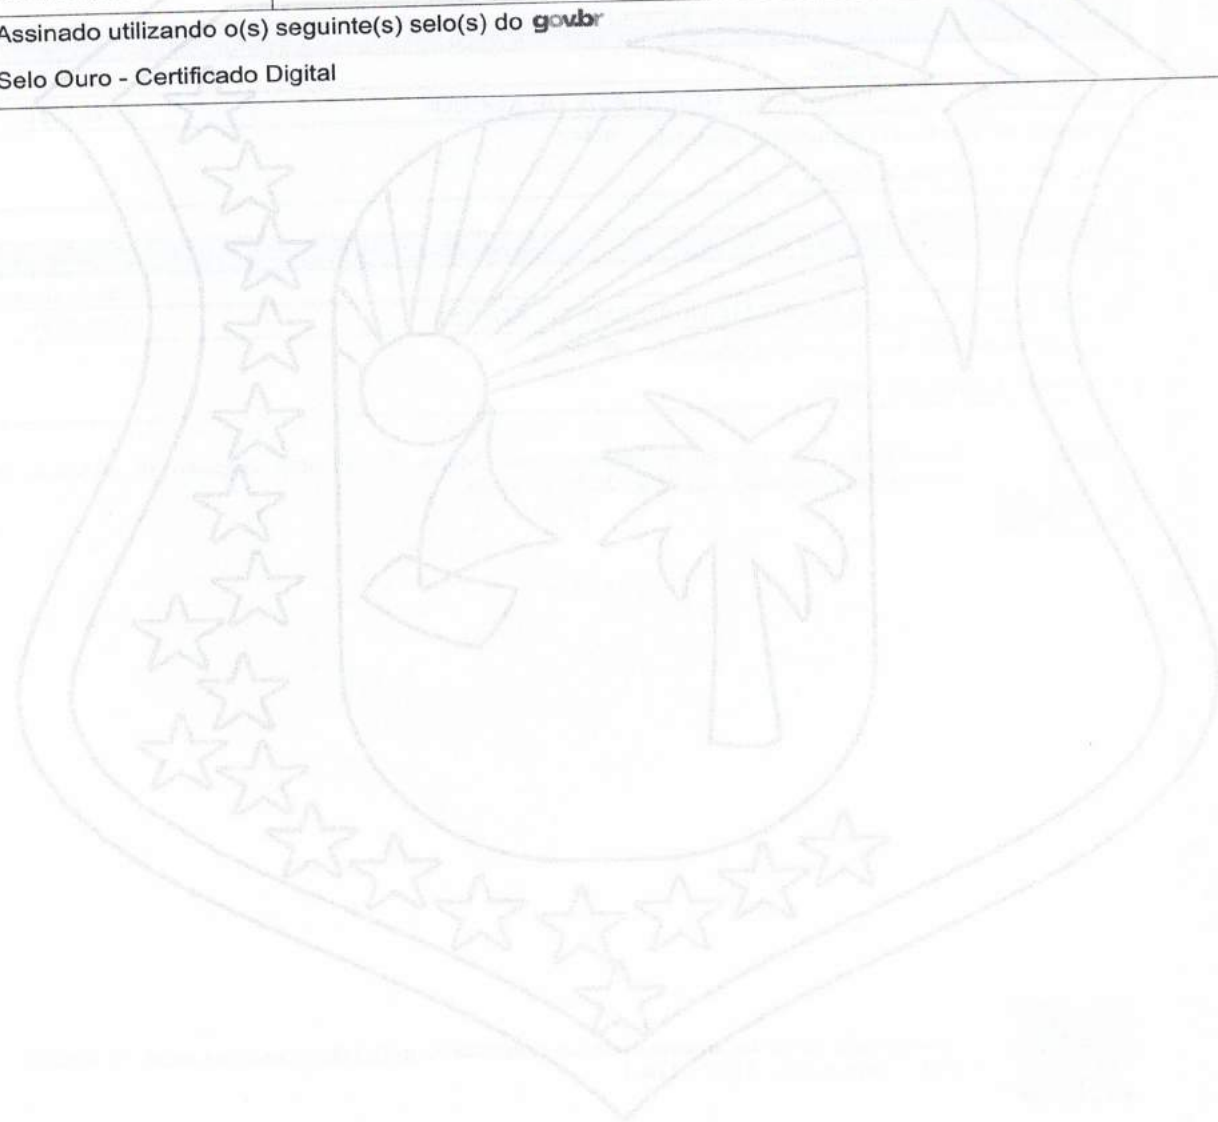 Assinado utilizando o(s) seguinte(s) selo(s) do gov.br
Selo Ouro - Certificado Digital